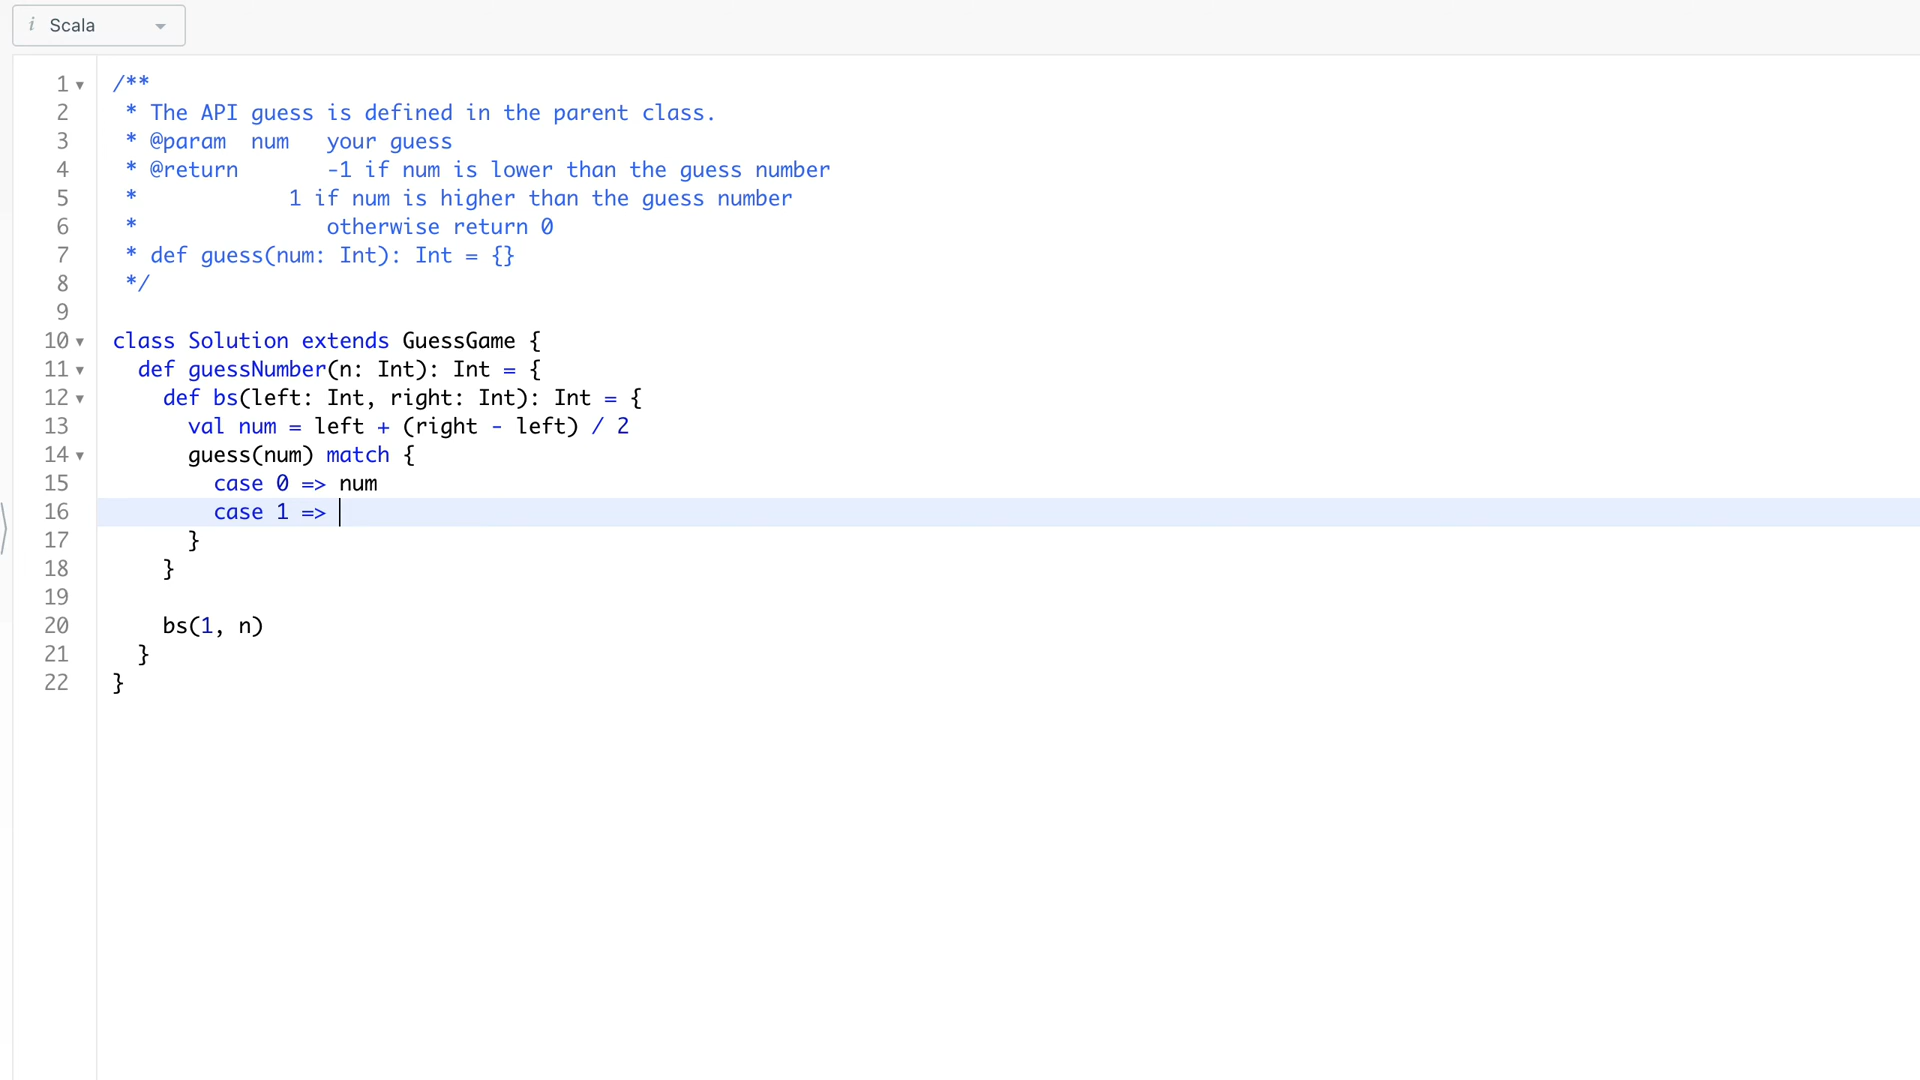 i Scala
1 /**
2 * The API guess is defined in the parent class.
3 * @param  num   your guess
4 * @return       -1 if num is lower than the guess number
5 *            1 if num is higher than the guess number
6 *               otherwise return 0
7 * def guess(num: Int): Int = {}
8 */
9
10 class Solution extends GuessGame {
11   def guessNumber(n: Int): Int = {
12     def bs(left: Int, right: Int): Int = {
13       val num = left + (right - left) / 2
14       guess(num) match {
15         case 0 => num
16         case 1 =>
17       }
18     }
19
20     bs(1, n)
21   }
22 }